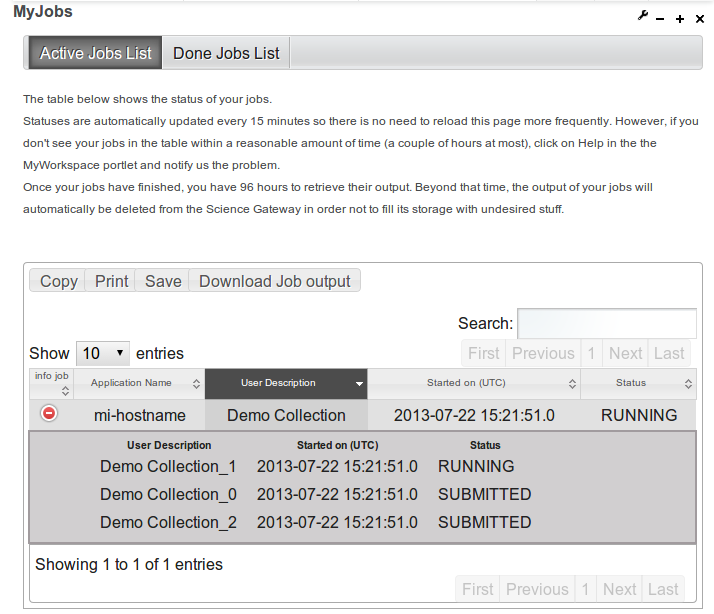 MyJobs
Active Jobs List Done Jobs List
The table below shows the status of your jobs.
Statuses are automatically updated every 15 minutes so there is no need to reload this page more frequently. However, if you
don't see your jobs in the table within a reasonable amount of time (a couple of hours at most), click on Help in the the
MyWorkspace portlet and notify us the problem.
Once your jobs have finished, you have 96 hours to retrieve their output. Beyond that time, the output of your jobs will
automatically be deleted from the Science Gateway in order not to fill its storage with undesired stuff.
Copy Print Save Download Job output
Search:
Show 10 entries
First Previous 1 Next Last
info job Application Name User Description Started on (UTC) Status
mi-hostname Demo Collection 2013-07-22 15:21:51.0 RUNNING
User Description Started on (UTC) Status
Demo Collection_1 2013-07-22 15:21:51.0 RUNNING
Demo Collection_0 2013-07-22 15:21:51.0 SUBMITTED
Demo Collection_2 2013-07-22 15:21:51.0 SUBMITTED
Showing 1 to 1 of 1 entries
First Previous 1 Next Last